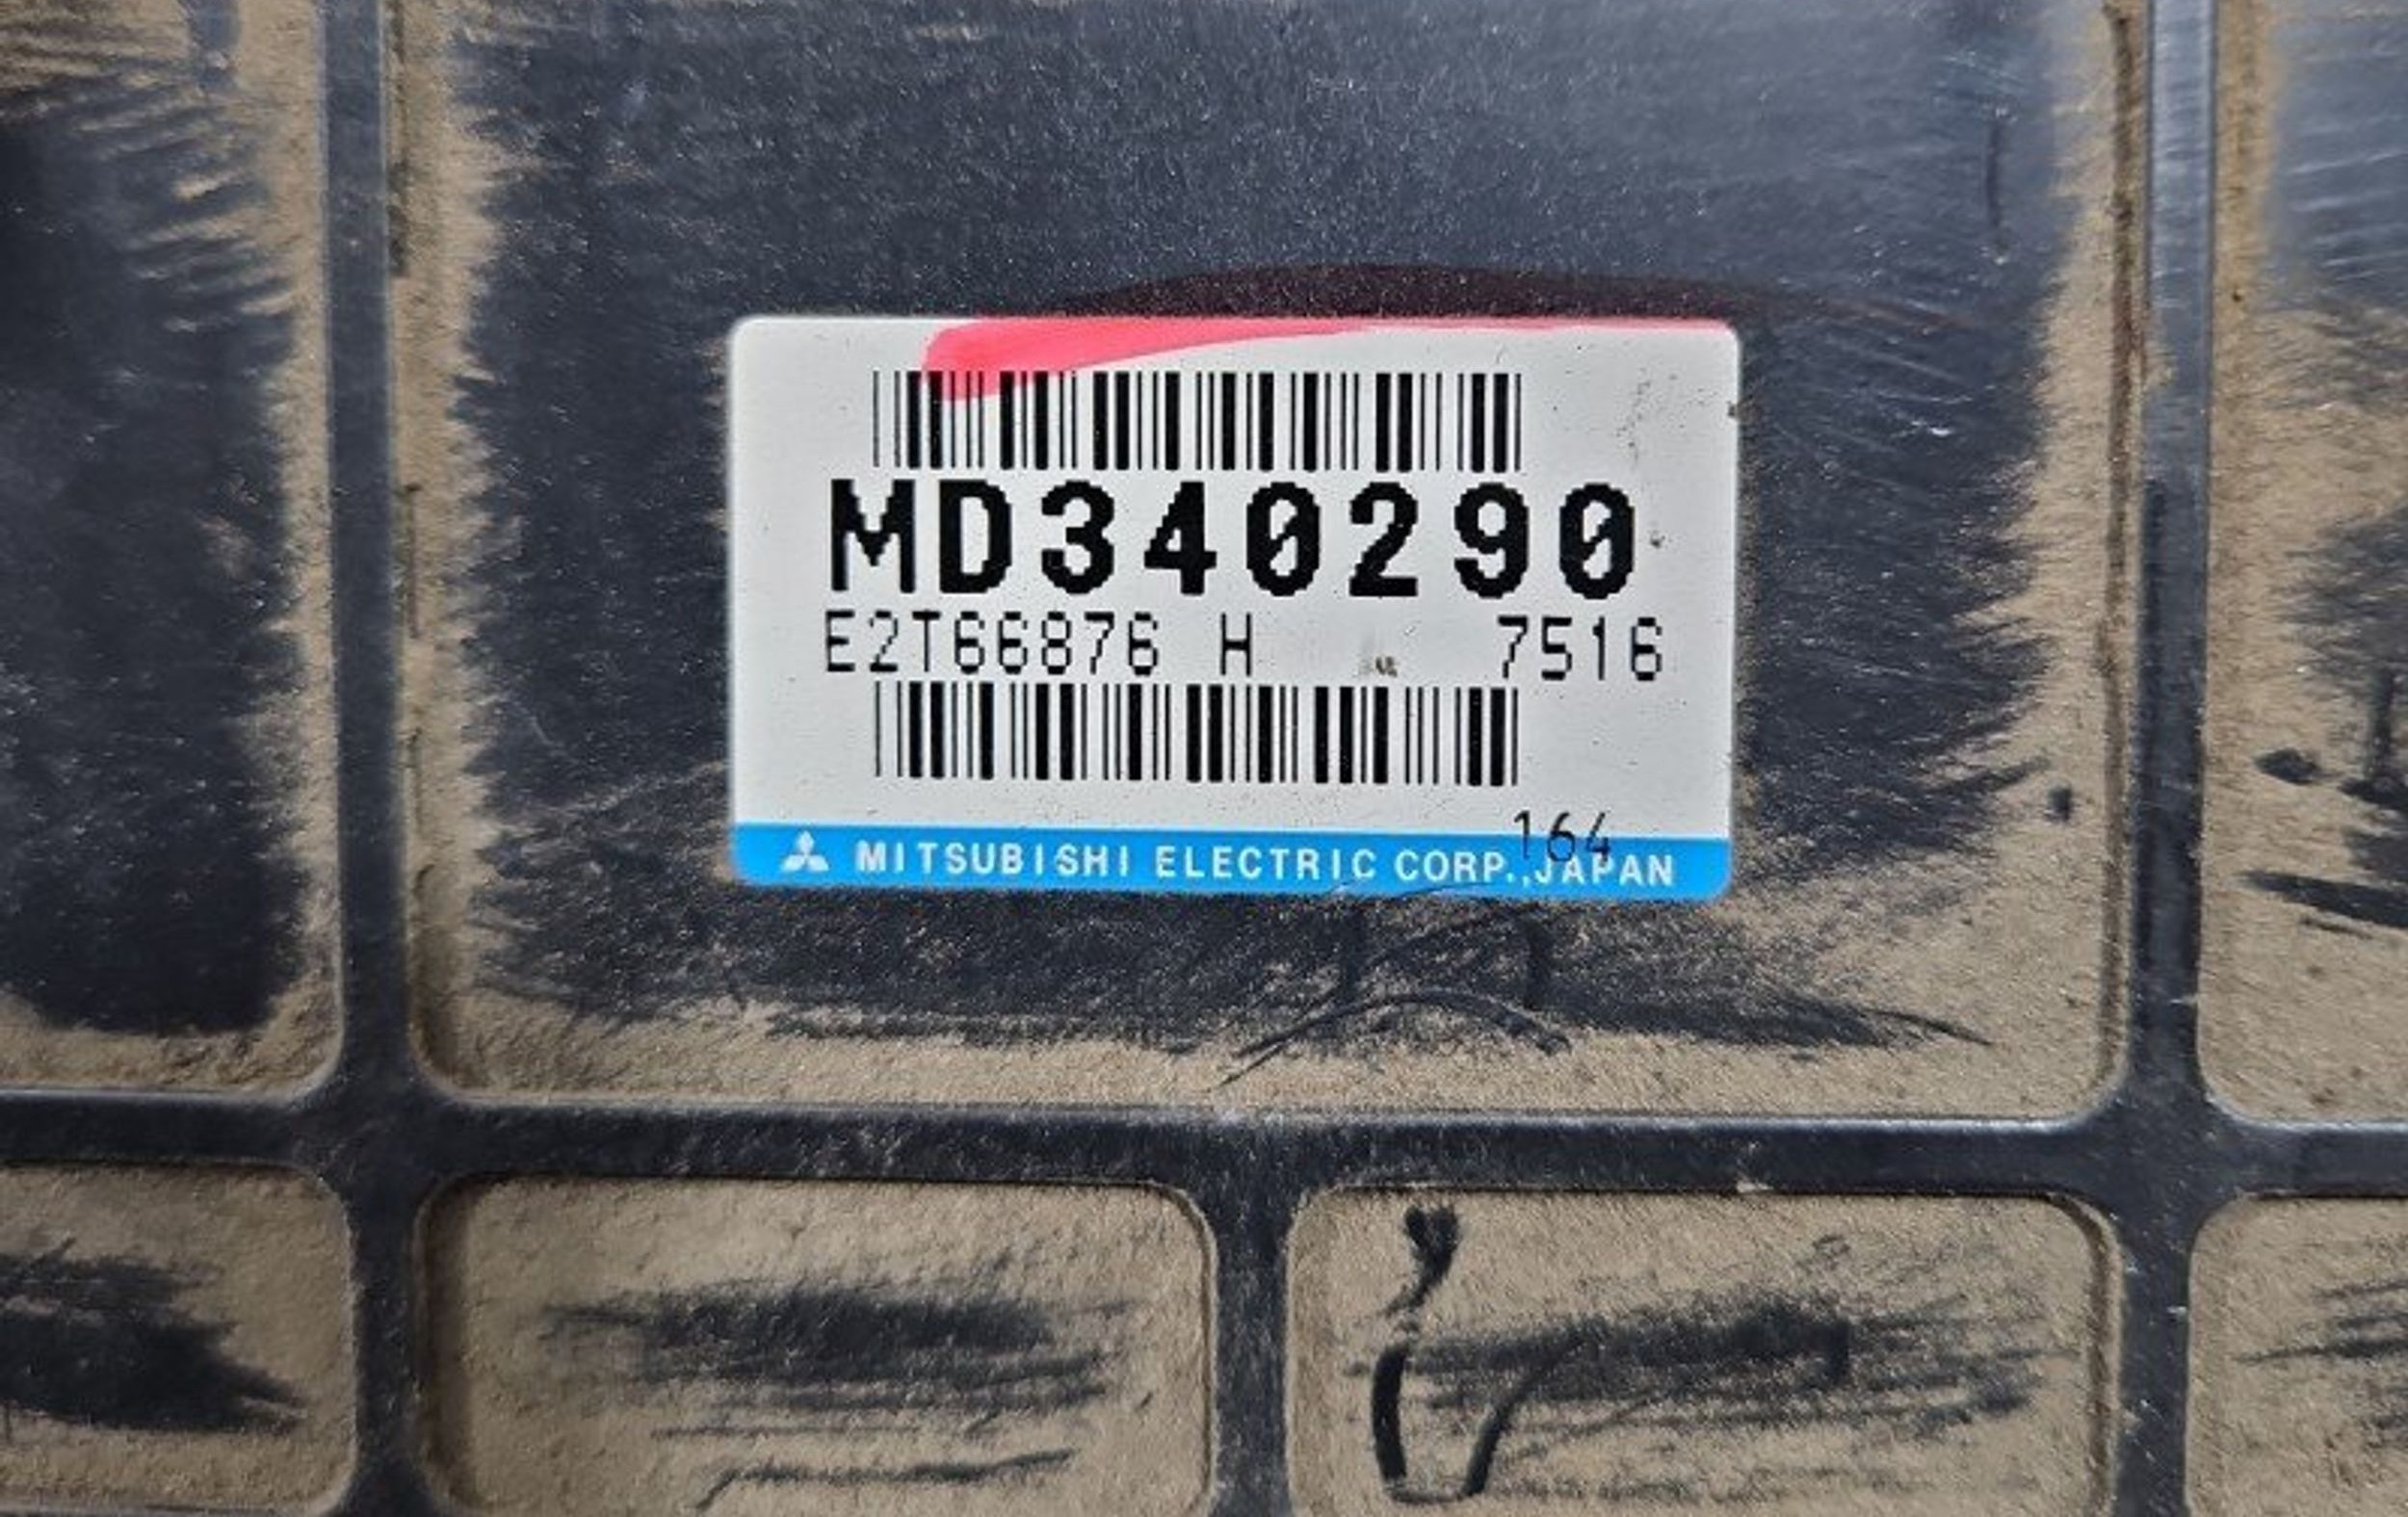 MD340290
E2T66876 H 7516
164
MITSUBISHI ELECTRIC CORP.,JAPAN